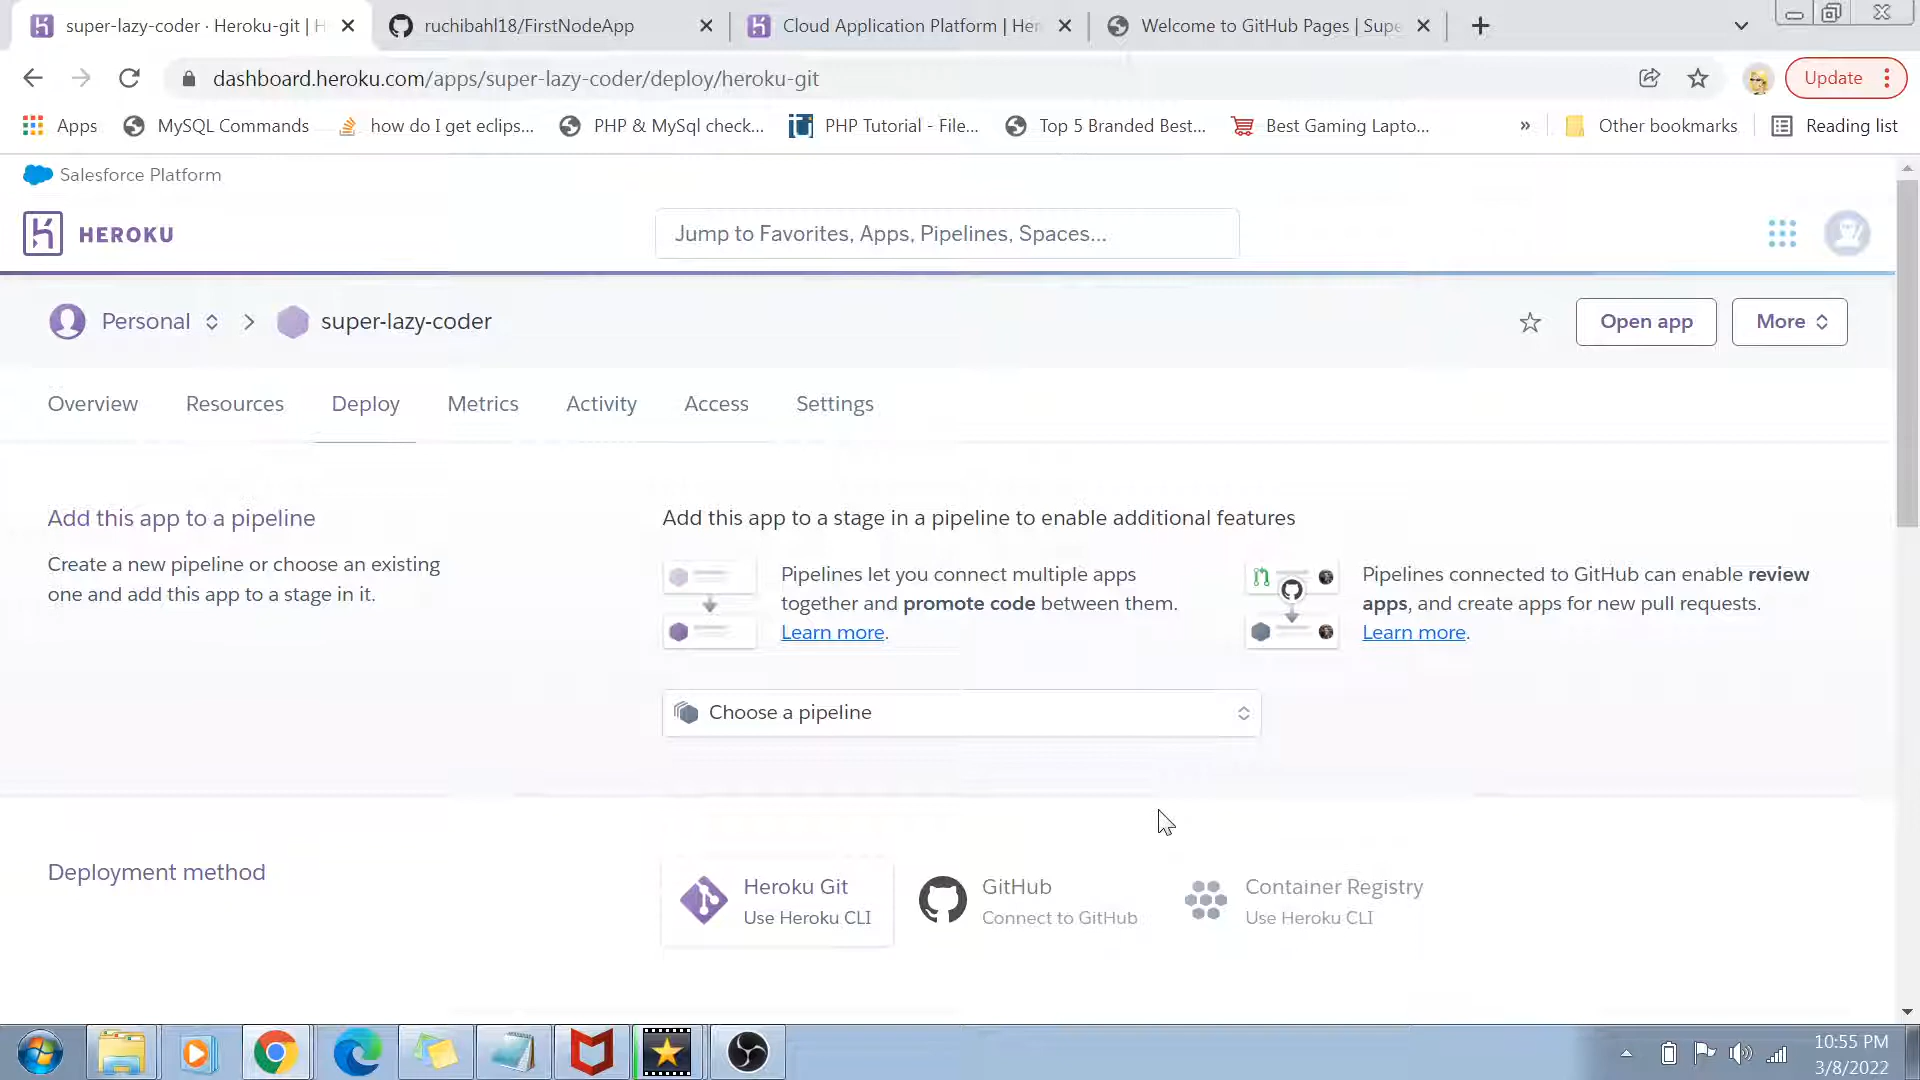 super-lazy-coder · Heroku-git | H
ruchibahl18/FirstNodeApp
Cloud Application Platform | Her
Welcome to GitHub Pages | Supe
dashboard.heroku.com/apps/super-lazy-coder/deploy/heroku-git
Update
Apps
MySQL Commands
how do I get eclips...
PHP & MySql check...
PHP Tutorial - File...
Top 5 Branded Best...
Best Gaming Lapto...
»
Other bookmarks
Reading list
Salesforce Platform
HEROKU
Jump to Favorites, Apps, Pipelines, Spaces...
Personal
super-lazy-coder
Open app
More
Overview
Resources
Deploy
Metrics
Activity
Access
Settings
Add this app to a pipeline
Create a new pipeline or choose an existing
one and add this app to a stage in it.
Add this app to a stage in a pipeline to enable additional features
Pipelines let you connect multiple apps
together and promote code between them.
Learn more.
Pipelines connected to GitHub can enable review
apps, and create apps for new pull requests.
Learn more.
Choose a pipeline
Deployment method
Heroku Git
Use Heroku CLI
GitHub
Connect to GitHub
Container Registry
Use Heroku CLI
10:55 PM
3/8/2022